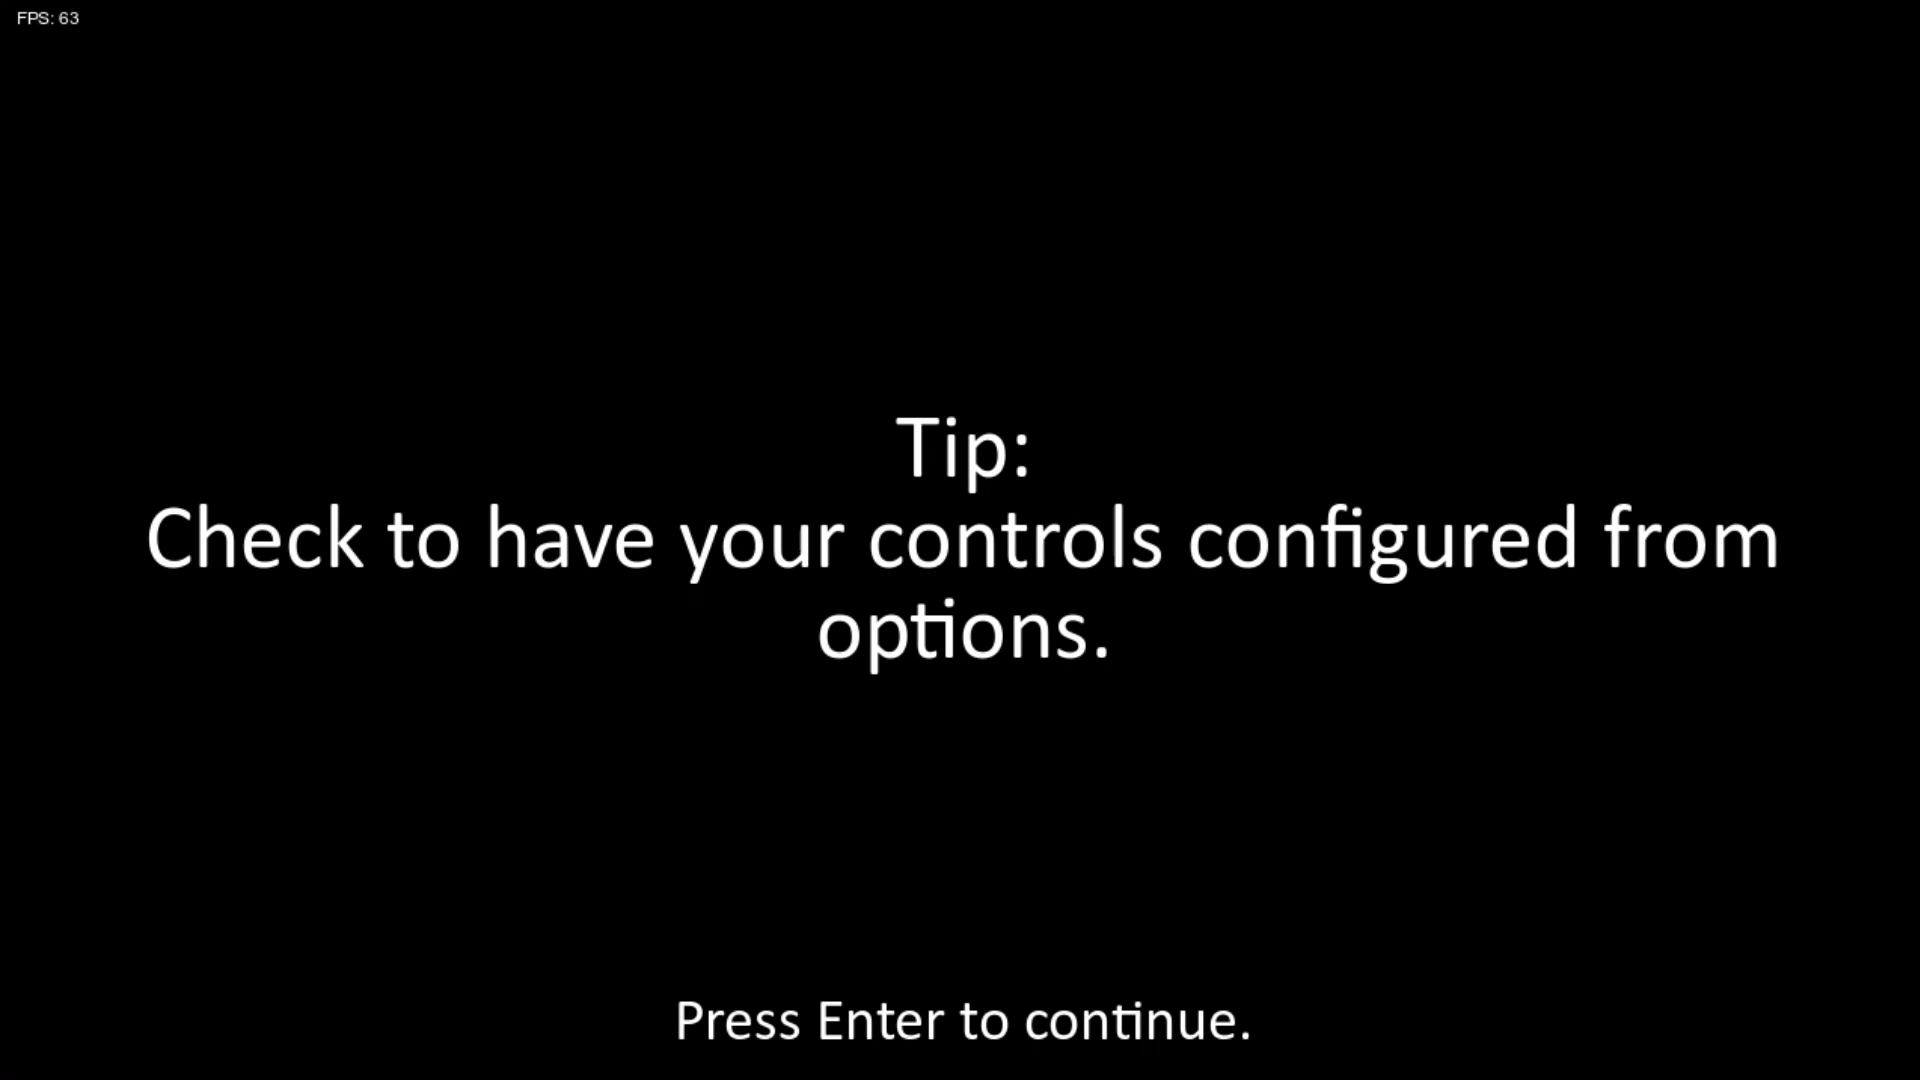 FPS: 63
Tip:
Check to have your controls configured from
options.
Press Enter to continue.